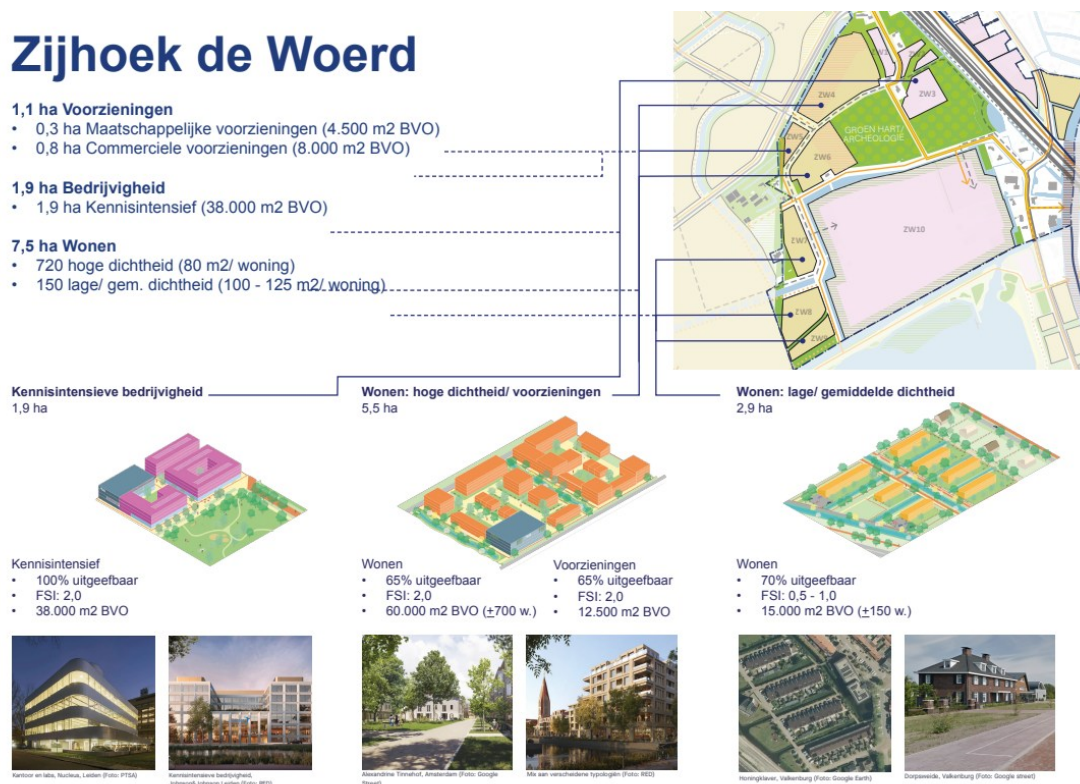 Zijhoek de Woerd
1,1 ha Voorzieningen
• 0,3 ha Maatschappelijke voorzieningen (4.500 m2 BVO)
• 0,8 ha Commerciele voorzieningen (8.000 m2 BVO)
1,9 ha Bedrijvigheid
• 1,9 ha Kennisintensief (38.000 m2 BVO)
7,5 ha Wonen
• 720 hoge dichtheid (80 m2/ woning)
• 150 lage/ gem. dichtheid (100 - 125 m2/ woning)
ZW3
ZW4
GROEN HART/
ARCHEOLOGIE
ZW6
ZW10
ZW8
Kennisintensieve bedrijvigheid
1,9 ha
Wonen: hoge dichtheid/ voorzieningen
5,5 ha
Wonen: lage/ gemiddelde dichtheid
2,9 ha
Kennisintensief
• 100% uitgeefbaar
• FSI: 2,0
• 38.000 m2 BVO
Wonen
• 65% uitgeefbaar
• FSI: 2,0
• 60.000 m2 BVO (+700 w.)
Voorzieningen
• 65% uitgeefbaar
• FSI: 2,0
• 12.500 m2 BVO
Wonen
• 70% uitgeefbaar
• FSI: 0,5 - 1,0
• 15.000 m2 BVO (+150 w.)
Kantoor en labs, Nucleus, Leiden (Foto: PTSA)
Kennisintensieve bedrijvigheid,
Alexandrine Tinnehof, Amsterdam (Foto: Google
Mix aan verscheidene typologiën (Foto: RED)
Honingklaver, Valkenburg (Foto: Google Earth)
Dorpsweide, Valkenburg (Foto: Google street)